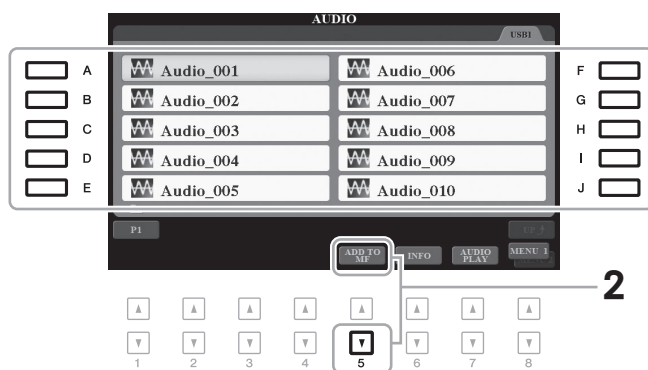 AUDIO
USB1
A
Audio_001
Audio_006
F
B
Audio_002
Audio_007
G
C
Audio_003
Audio_008
H
D
Audio_004
Audio_009
I
E
Audio_005
Audio_010
J
P1
UP
ADD TO MF
INFO
AUDIO PLAY
MENU 1
2
1
2
3
4
5
6
7
8